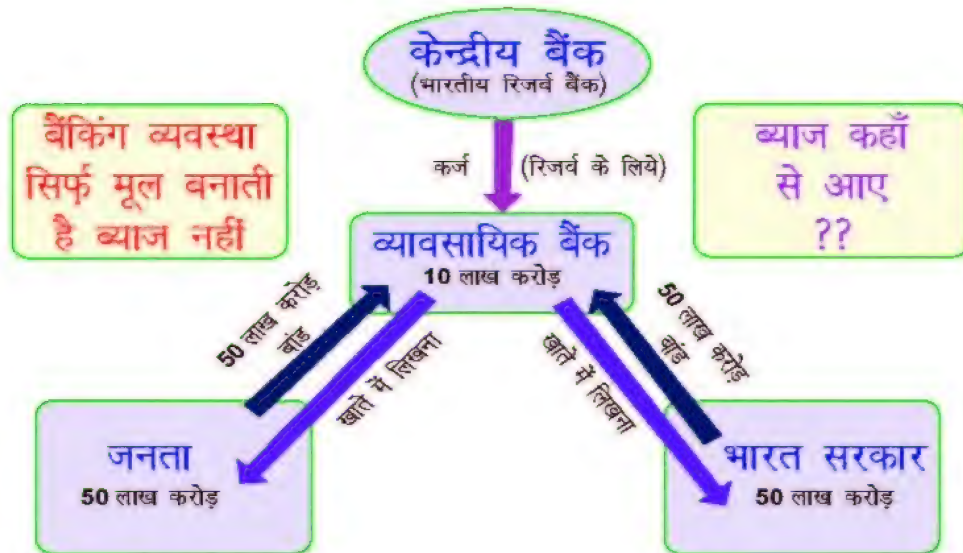 केन्द्रीय बैंक
(भारतीय रिजर्व बैंक)
बैंकिंग व्यवस्था
सिर्फ़ मूल बनाती
है ब्याज नहीं
ब्याज कहाँ
से आए
??
कर्ज (रिजर्व के लिये)
व्यावसायिक बैंक
10 लाख करोड़
50 लाख करोड़
बांड
खाते में लिखना
50 लाख करोड़
बांड
खाते में लिखना
जनता
50 लाख करोड़
भारत सरकार
50 लाख करोड़